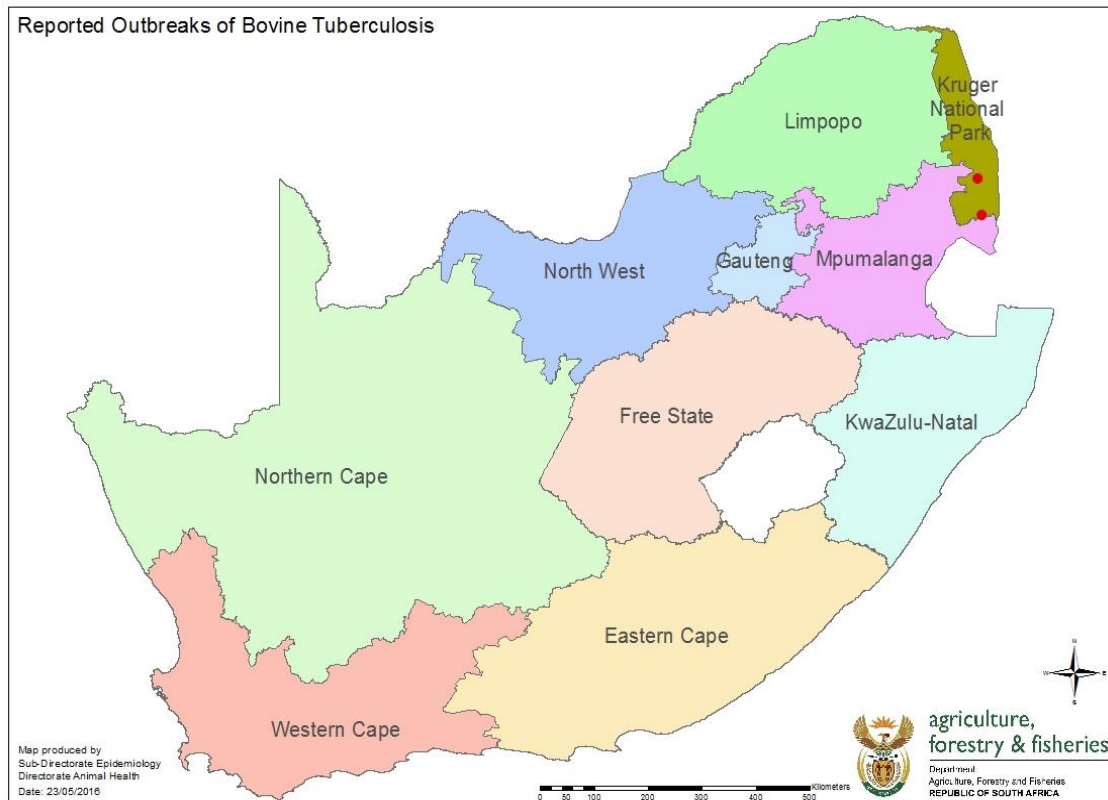 Reported Outbreaks of Bovine Tuberculosis
Kruger
National
Park
Limpopo
North West
Gauteng
Mpumalanga
Free State
KwaZulu-Natal
Northern Cape
Eastern Cape
Western Cape
N
W
E
S
Map produced by
Sub-Directorate Epidemiology
Directorate Animal Health
Date: 23/05/2016
Kilometers
0 50 100 200 300 400 500
agriculture,
forestry & fisheries
Department:
Agriculture, Forestry and Fisheries
REPUBLIC OF SOUTH AFRICA